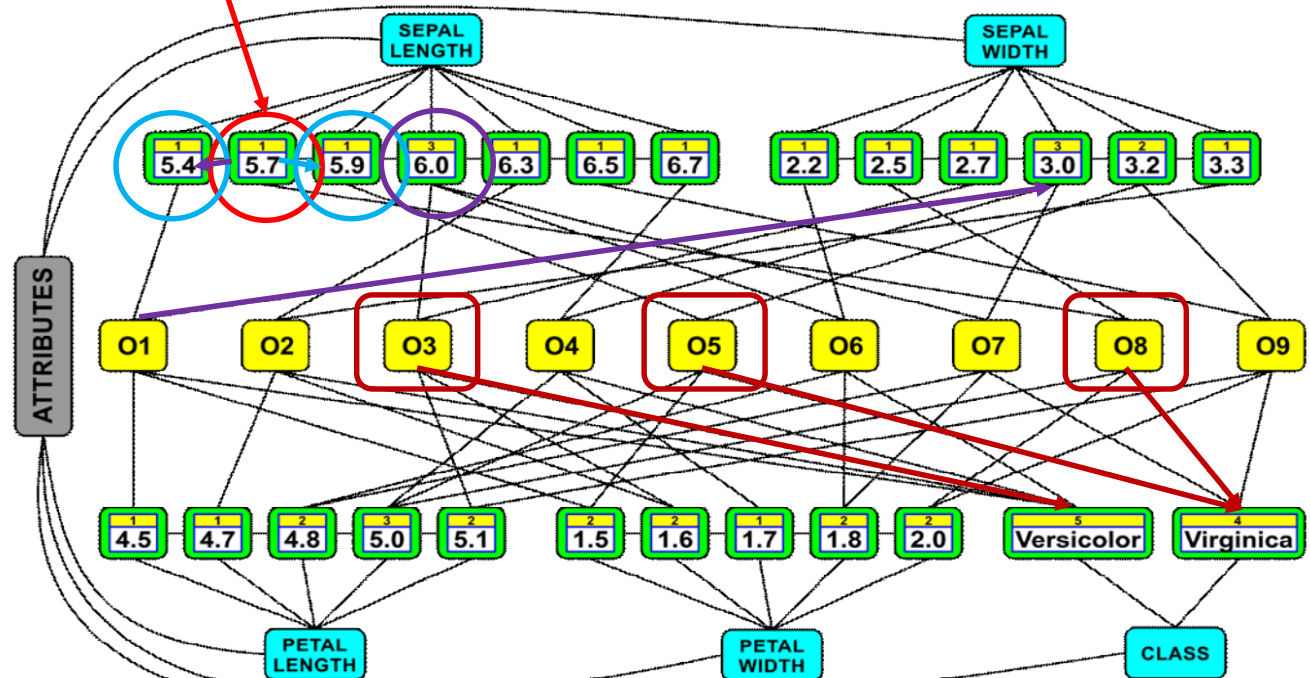 SEPAL
LENGTH
SEPAL
WIDTH
1 1 1 3 1 1 1 1 1 1 3 2 1
5.4 5.7 5.9 6.0 6.3 6.5 6.7 2.2 2.5 2.7 3.0 3.2 3.3
ATTRIBUTES
O1 O2 O3 O4 O5 O6 O7 O8 O9
1 1 2 3 2 2 2 1 2 2 5 4
4.5 4.7 4.8 5.0 5.1 1.5 1.6 1.7 1.8 2.0 Versicolor Virginica
PETAL
LENGTH
PETAL
WIDTH
CLASS